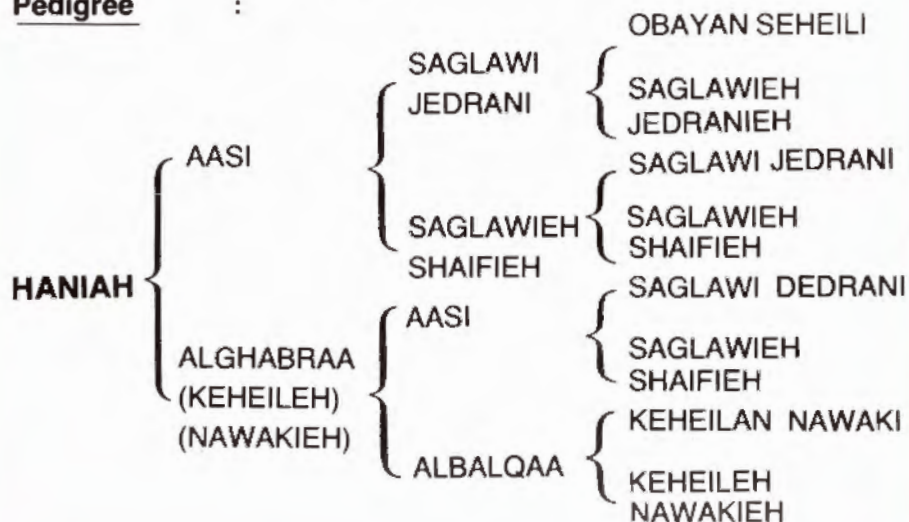 Pedigree :
OBAYAN SEHEILI
SAGLAWI
JEDRANI
SAGLAWIEH
JEDRANIEH
AASI
SAGLAWI JEDRANI
SAGLAWIEH
SHAIFIEH
SAGLAWIEH
SHAIFIEH
HANIAH
SAGLAWI DEDRANI
AASI
SAGLAWIEH
SHAIFIEH
ALGHABRAA
(KEHEILEH)
(NAWAKIEH)
KEHEILAN NAWAKI
ALBALQAA
KEHEILEH
NAWAKIEH